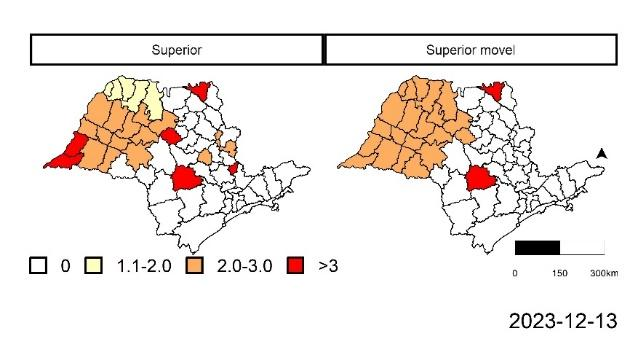 Superior
Superior movel
0
1.1-2.0
2.0-3.0
>3
0 150 300km
2023-12-13